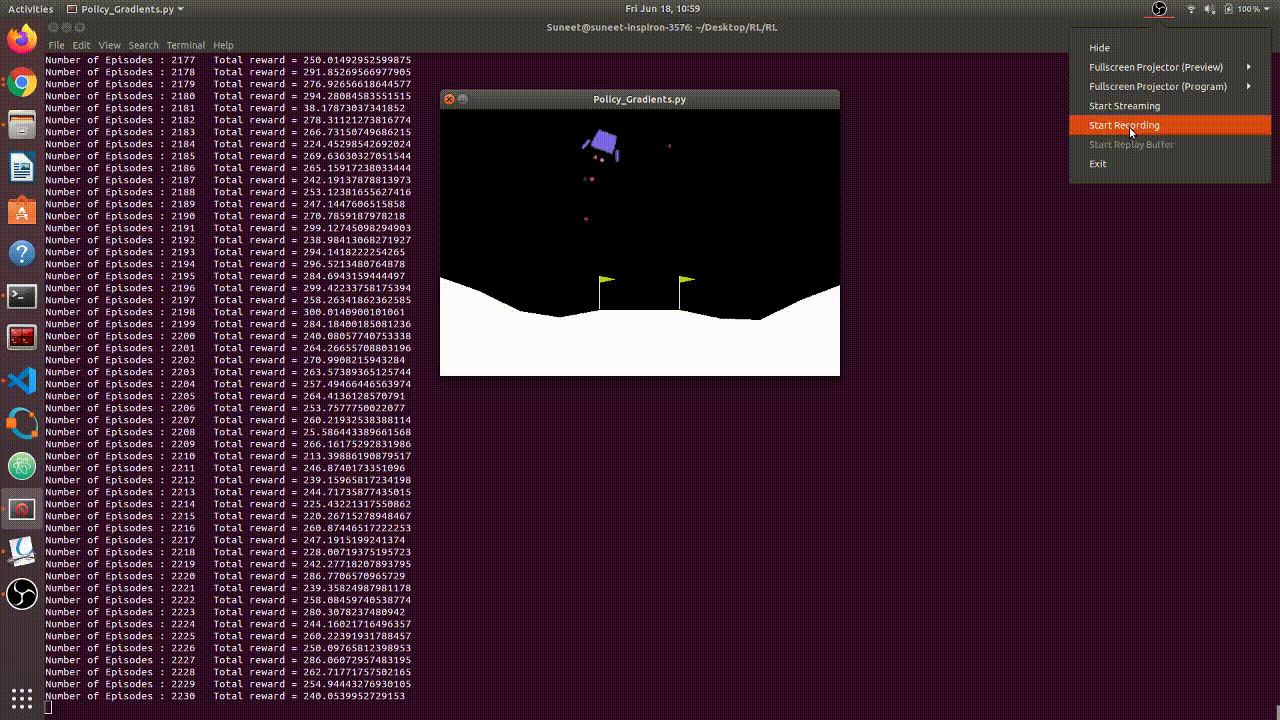 Activities Policy_Gradients.py Fri Jun 18, 10:59 100 %
Suneet@suneet-Inspiron-3576: ~/Desktop/RL/RL
File Edit View Search Terminal Help
Number of Episodes : 2177 Total reward = 250.01492952599875
Number of Episodes : 2178 Total reward = 291.85269566977905
Number of Episodes : 2179 Total reward = 276.92656618644577
Number of Episodes : 2180 Total reward = 294.28084583551515
Number of Episodes : 2181 Total reward = 38.17873037341852
Number of Episodes : 2182 Total reward = 278.31121273816774
Number of Episodes : 2183 Total reward = 266.73150749686215
Number of Episodes : 2184 Total reward = 224.45298542692024
Number of Episodes : 2185 Total reward = 269.63630327051544
Number of Episodes : 2186 Total reward = 265.15917238033444
Number of Episodes : 2187 Total reward = 242.19137878813973
Number of Episodes : 2188 Total reward = 253.12381655627416
Number of Episodes : 2189 Total reward = 247.1447606515858
Number of Episodes : 2190 Total reward = 270.7859187978218
Number of Episodes : 2191 Total reward = 299.12745098294903
Number of Episodes : 2192 Total reward = 238.98413068271927
Number of Episodes : 2193 Total reward = 294.1418222254265
Number of Episodes : 2194 Total reward = 296.5213480764878
Number of Episodes : 2195 Total reward = 284.6943159444497
Number of Episodes : 2196 Total reward = 299.42233758175394
Number of Episodes : 2197 Total reward = 258.26341862362585
Number of Episodes : 2198 Total reward = 300.0140900101061
Number of Episodes : 2199 Total reward = 284.18400185081236
Number of Episodes : 2200 Total reward = 240.08057740753338
Number of Episodes : 2201 Total reward = 264.26655708803196
Number of Episodes : 2202 Total reward = 270.9908215943284
Number of Episodes : 2203 Total reward = 263.57389365125744
Number of Episodes : 2204 Total reward = 257.49466446563974
Number of Episodes : 2205 Total reward = 264.4136128570791
Number of Episodes : 2206 Total reward = 253.7577750022077
Number of Episodes : 2207 Total reward = 260.21932538388114
Number of Episodes : 2208 Total reward = 25.586443389661568
Number of Episodes : 2209 Total reward = 266.16175292831986
Number of Episodes : 2210 Total reward = 213.39886190879517
Number of Episodes : 2211 Total reward = 246.8740173351096
Number of Episodes : 2212 Total reward = 239.15965817234198
Number of Episodes : 2213 Total reward = 244.71735877435015
Number of Episodes : 2214 Total reward = 225.43221317550862
Number of Episodes : 2215 Total reward = 220.26715278948467
Number of Episodes : 2216 Total reward = 260.87446517222253
Number of Episodes : 2217 Total reward = 247.1915199241374
Number of Episodes : 2218 Total reward = 228.00719375195723
Number of Episodes : 2219 Total reward = 242.27718207893795
Number of Episodes : 2220 Total reward = 286.7706570965729
Number of Episodes : 2221 Total reward = 239.35824987981178
Number of Episodes : 2222 Total reward = 258.08459740538774
Number of Episodes : 2223 Total reward = 280.3078237480942
Number of Episodes : 2224 Total reward = 244.16021716496357
Number of Episodes : 2225 Total reward = 260.22391931788457
Number of Episodes : 2226 Total reward = 250.09765812398953
Number of Episodes : 2227 Total reward = 286.06072957483195
Number of Episodes : 2228 Total reward = 262.71771757502165
Number of Episodes : 2229 Total reward = 254.94443276930105
Number of Episodes : 2230 Total reward = 240.0539952729153
Policy_Gradients.py
Hide
Fullscreen Projector (Preview)
Fullscreen Projector (Program)
Start Streaming
Start Recording
Start Replay Buffer
Exit